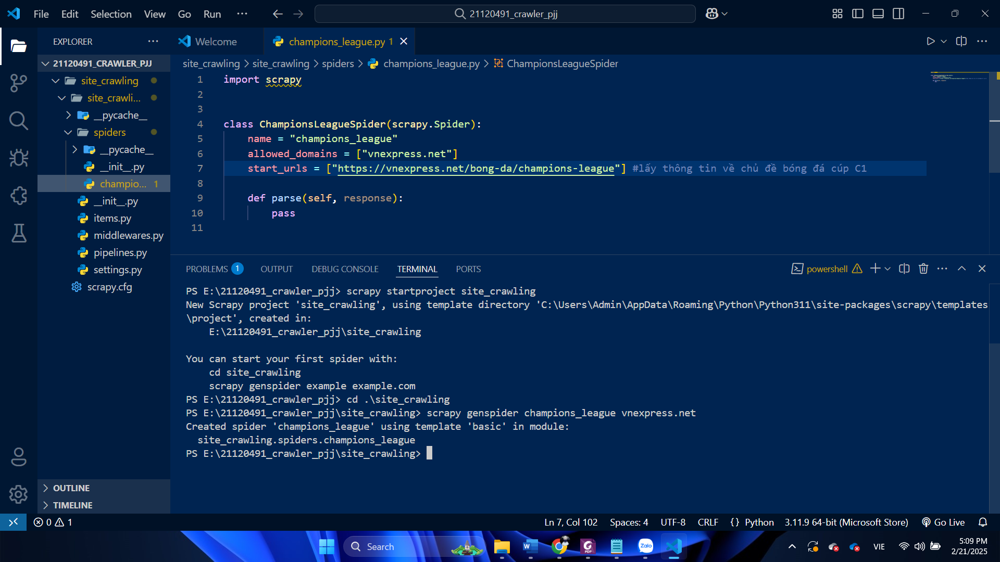 File Edit Selection View Go Run ··· 21120491_crawler_pjj
EXPLORER ···
21120491_CRAWLER_PJJ
site_crawling
site_crawli...
__pycache__
spiders
__pycache__
__init__.py
champio... 1
__init__.py
items.py
middlewares.py
pipelines.py
settings.py
scrapy.cfg
OUTLINE
TIMELINE
Welcome champions_league.py 1
site_crawling > site_crawling > spiders > champions_league.py > ChampionsLeagueSpider
1 import scrapy
2
3
4 class ChampionsLeagueSpider(scrapy.Spider):
5 name = "champions_league"
6 allowed_domains = ["vnexpress.net"]
7 start_urls = ["https://vnexpress.net/bong-da/champions-league"] #lấy thông tin về chủ đề bóng đá cúp C1
8
9 def parse(self, response):
10 pass
11
PROBLEMS 1 OUTPUT DEBUG CONSOLE TERMINAL PORTS powershell
PS E:\21120491_crawler_pjj> scrapy startproject site_crawling
New Scrapy project 'site_crawling', using template directory 'C:\Users\Admin\AppData\Roaming\Python\Python311\site-packages\scrapy\templates
\project', created in:
E:\21120491_crawler_pjj\site_crawling
You can start your first spider with:
cd site_crawling
scrapy genspider example example.com
PS E:\21120491_crawler_pjj> cd .\site_crawling
PS E:\21120491_crawler_pjj\site_crawling> scrapy genspider champions_league vnexpress.net
Created spider 'champions_league' using template 'basic' in module:
site_crawling.spiders.champions_league
PS E:\21120491_crawler_pjj\site_crawling>
0 1 Ln 7, Col 102 Spaces: 4 UTF-8 CRLF {} Python 3.11.9 64-bit (Microsoft Store) Go Live
Search Zalo VIE 5:09 PM
2/21/2025